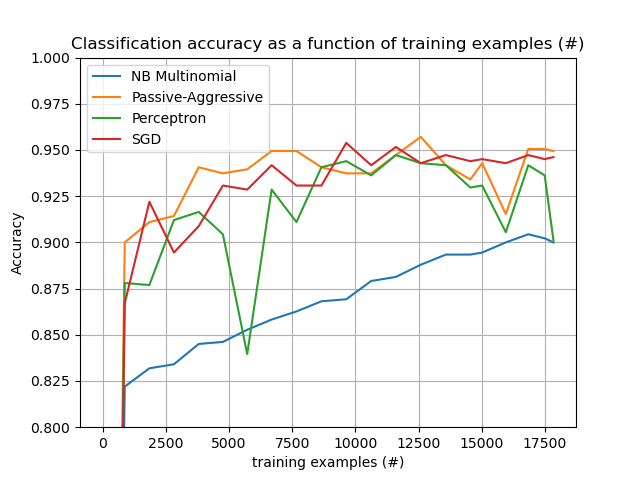 Classification accuracy as a function of training examples (#)
1.000
0.975
0.950
0.925
0.900
0.875
0.850
0.825
0.800
Accuracy
NB Multinomial
Passive-Aggressive
Perceptron
SGD
0 2500 5000 7500 10000 12500 15000 17500
training examples (#)